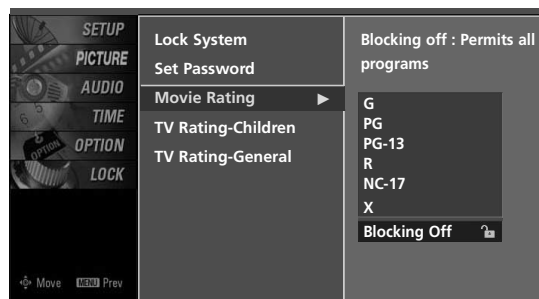 SETUP
PICTURE
AUDIO
TIME
OPTION
LOCK
Move MENU Prev
Lock System
Set Password
Movie Rating ▶
TV Rating-Children
TV Rating-General
Blocking off : Permits all
programs
G
PG
PG-13
R
NC-17
X
Blocking Off